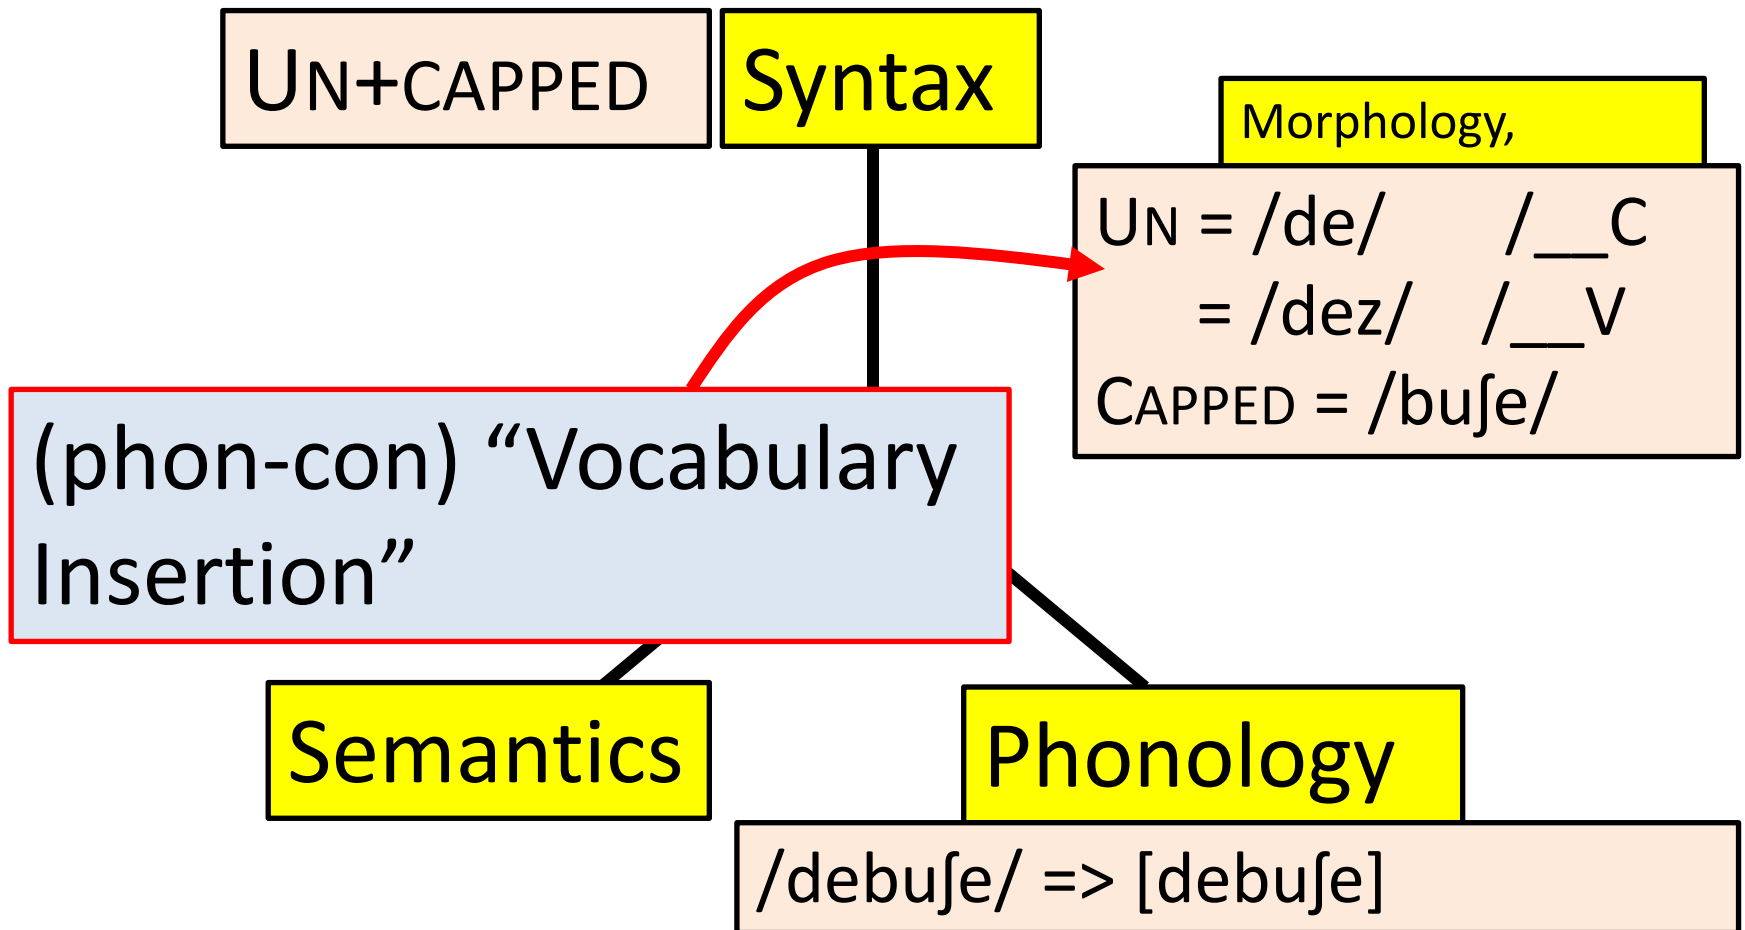 UN+CAPPED
Syntax
Morphology,
UN = /de/ /__C
= /dez/ /__V
CAPPED = /buʃe/
(phon-con) “Vocabulary
Insertion”
Semantics
Phonology
/debuʃe/ => [debuʃe]